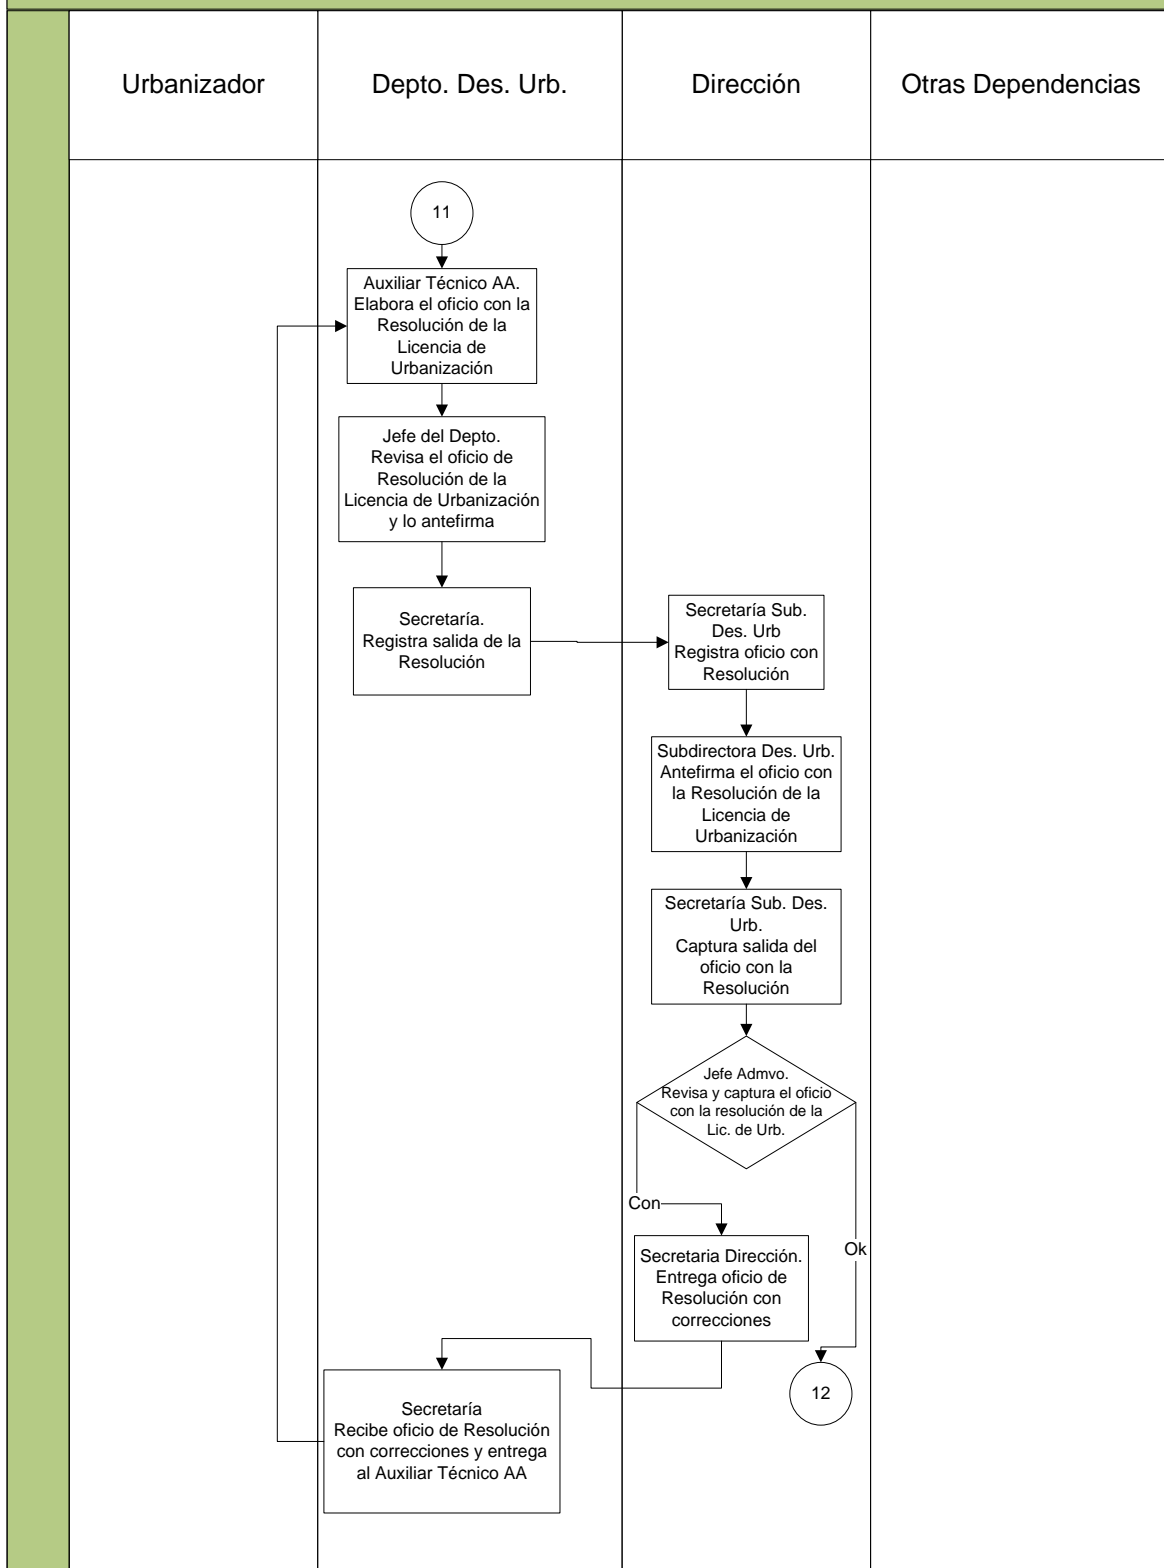 Urbanizador
Depto. Des. Urb.
Dirección
Otras Dependencias
11
Auxiliar Técnico AA.
Elabora el oficio con la
Resolución de la
Licencia de
Urbanización
Jefe del Depto.
Revisa el oficio de
Resolución de la
Licencia de Urbanización
y lo antefirma
Secretaría.
Registra salida de la
Resolución
Secretaría Sub.
Des. Urb
Registra oficio con
Resolución
Subdirectora Des. Urb.
Antefirma el oficio con
la Resolución de la
Licencia de
Urbanización
Secretaría Sub. Des.
Urb.
Captura salida del
oficio con la
Resolución
Jefe Admvo.
Revisa y captura el oficio
con la resolución de la
Lic. de Urb.
Con
Ok
Secretaria Dirección.
Entrega oficio de
Resolución con
correcciones
12
Secretaría
Recibe oficio de Resolución
con correcciones y entrega
al Auxiliar Técnico AA